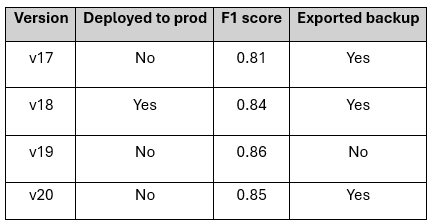 Version Deployed to prod F1 score Exported backup
v17 No 0.81 Yes
v18 Yes 0.84 Yes
v19 No 0.86 No
v20 No 0.85 Yes